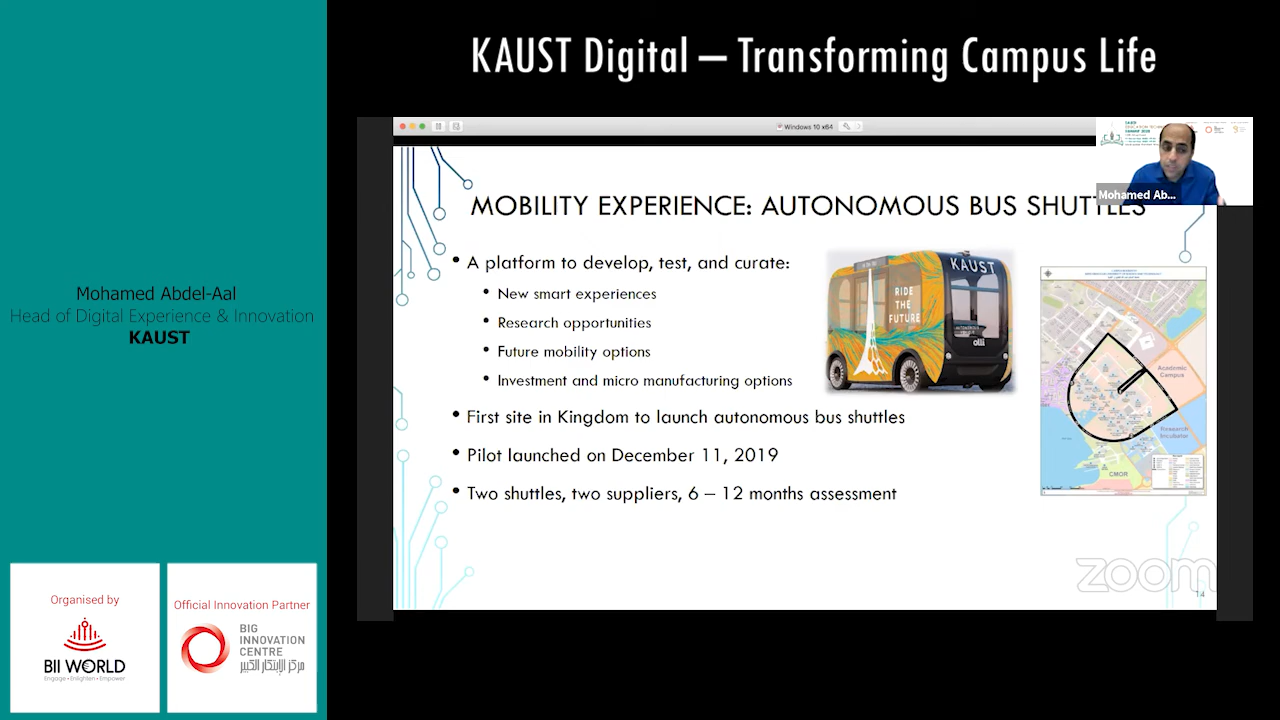 KAUST Digital – Transforming Campus Life
Windows 10 x64
Mohamed Ab...
MOBILITY EXPERIENCE: AUTONOMOUS BUS SHUTTLES
• A platform to develop, test, and curate:
• New smart experiences
• Research opportunities
• Future mobility options
• Investment and micro manufacturing options
• First site in Kingdom to launch autonomous bus shuttles
• Pilot launched on December 11, 2019
• Two shuttles, two suppliers, 6 – 12 months assessment
KAUST
RIDE
THE
FUTURE
olli
Academic
Campus
Research
Incubator
CMOR
zoom
14
Mohamed Abdel-Aal
Head of Digital Experience & Innovation
KAUST
Organised by
BII WORLD
Engage • Enlighten • Empower
Official Innovation Partner
BIG
INNOVATION
CENTRE
مركز الإبتكار الكبير